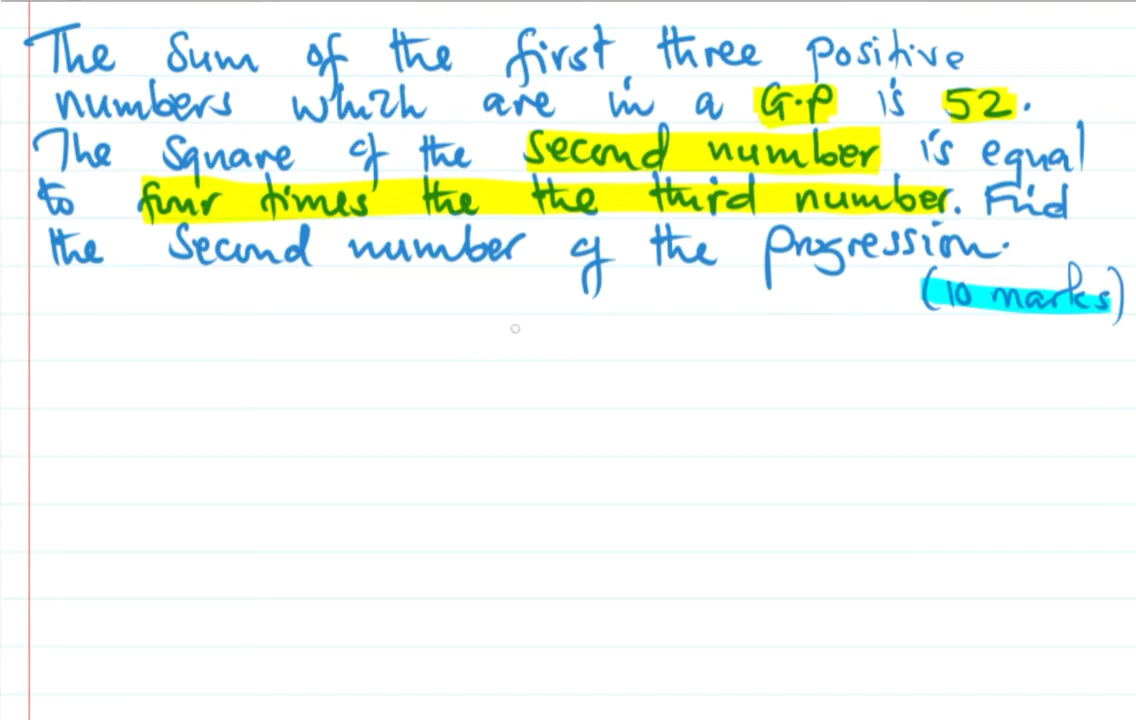 The Sum of the first three positive
numbers which are in a G.P is 52.
The square of the second number is equal
to four times the the third number. Find
the second number of the progression.
(10 marks)